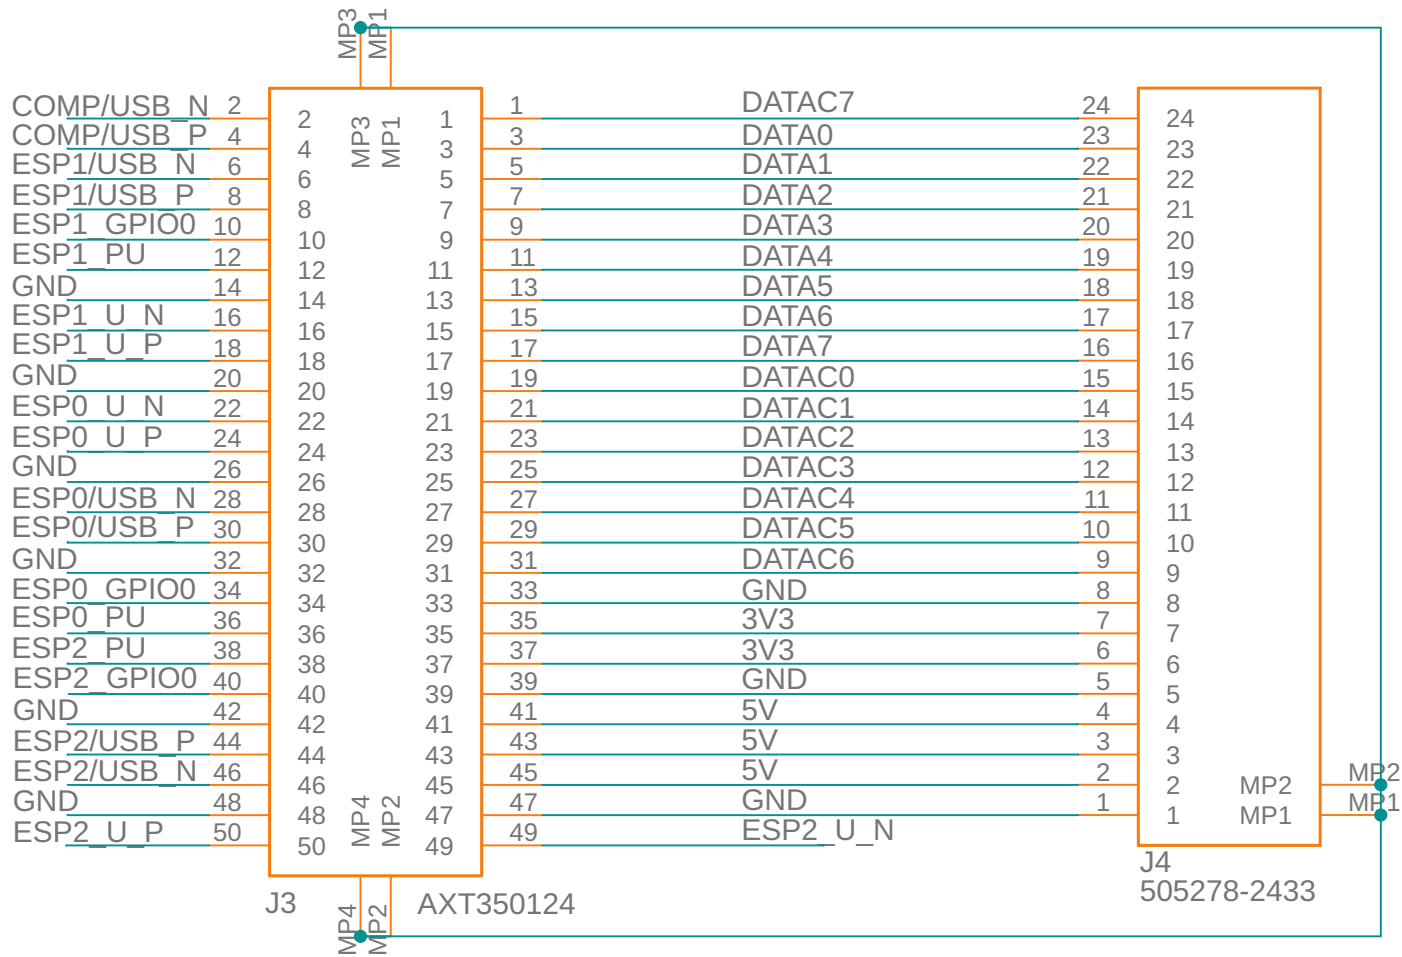 MP3 MP1
COMP/USB_N 2 2 MP3 MP1 1 1 DATAC7 24 24
COMP/USB_P 4 4 3 3 DATA0 23 23
ESP1/USB_N 6 6 5 5 DATA1 22 22
ESP1/USB_P 8 8 7 7 DATA2 21 21
ESP1_GPIO0 10 10 9 9 DATA3 20 20
ESP1_PU 12 12 11 11 DATA4 19 19
GND 14 14 13 13 DATA5 18 18
ESP1_U_N 16 16 15 15 DATA6 17 17
ESP1_U_P 18 18 17 17 DATA7 16 16
GND 20 20 19 19 DATAC0 15 15
ESP0_U_N 22 22 21 21 DATAC1 14 14
ESP0_U_P 24 24 23 23 DATAC2 13 13
GND 26 26 25 25 DATAC3 12 12
ESP0/USB_N 28 28 27 27 DATAC4 11 11
ESP0/USB_P 30 30 29 29 DATAC5 10 10
GND 32 32 31 31 DATAC6 9 9
ESP0_GPIO0 34 34 33 33 GND 8 8
ESP0_PU 36 36 35 35 3V3 7 7
ESP2_PU 38 38 37 37 3V3 6 6
ESP2_GPIO0 40 40 39 39 GND 5 5
GND 42 42 41 41 5V 4 4
ESP2/USB_P 44 44 43 43 5V 3 3
ESP2/USB_N 46 46 45 45 5V 2 2 MP2 MP2
GND 48 48 MP4 MP2 47 47 GND 1 1 MP1 MP1
ESP2_U_P 50 50 49 49 ESP2_U_N
J4
505278-2433
J3 AXT350124
MP4 MP2